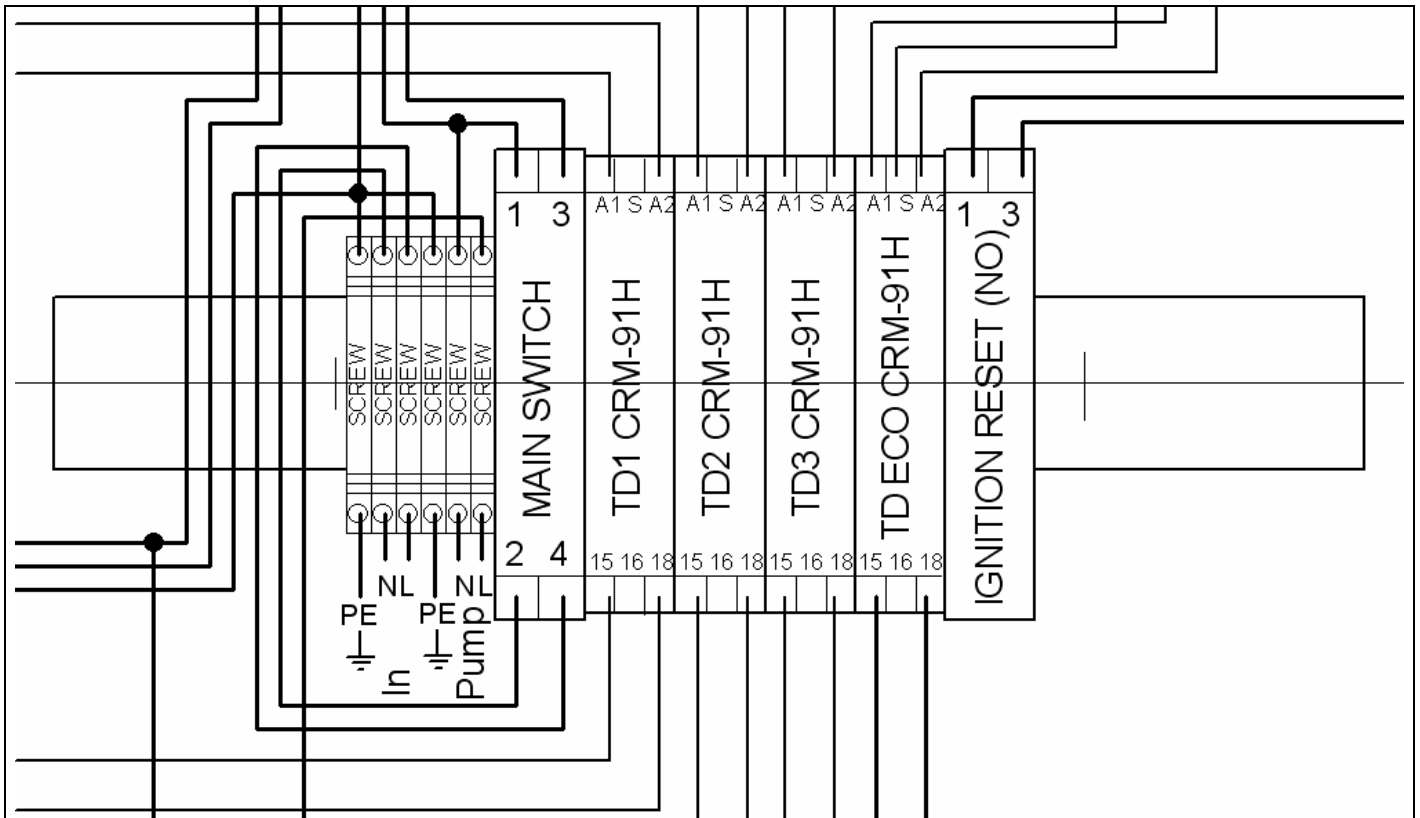 A1 S A2
A1 S A2
A1 S A2
A1 S A2
1 3
1 3
SCREW
SCREW
SCREW
SCREW
SCREW
SCREW
MAIN SWITCH
TD1 CRM-91H
TD2 CRM-91H
TD3 CRM-91H
TD ECO CRM-91H
IGNITION RESET (NO)
2 4
15 16 18
15 16 18
15 16 18
15 16 18
NL
NL
PE
PE
In
Pump